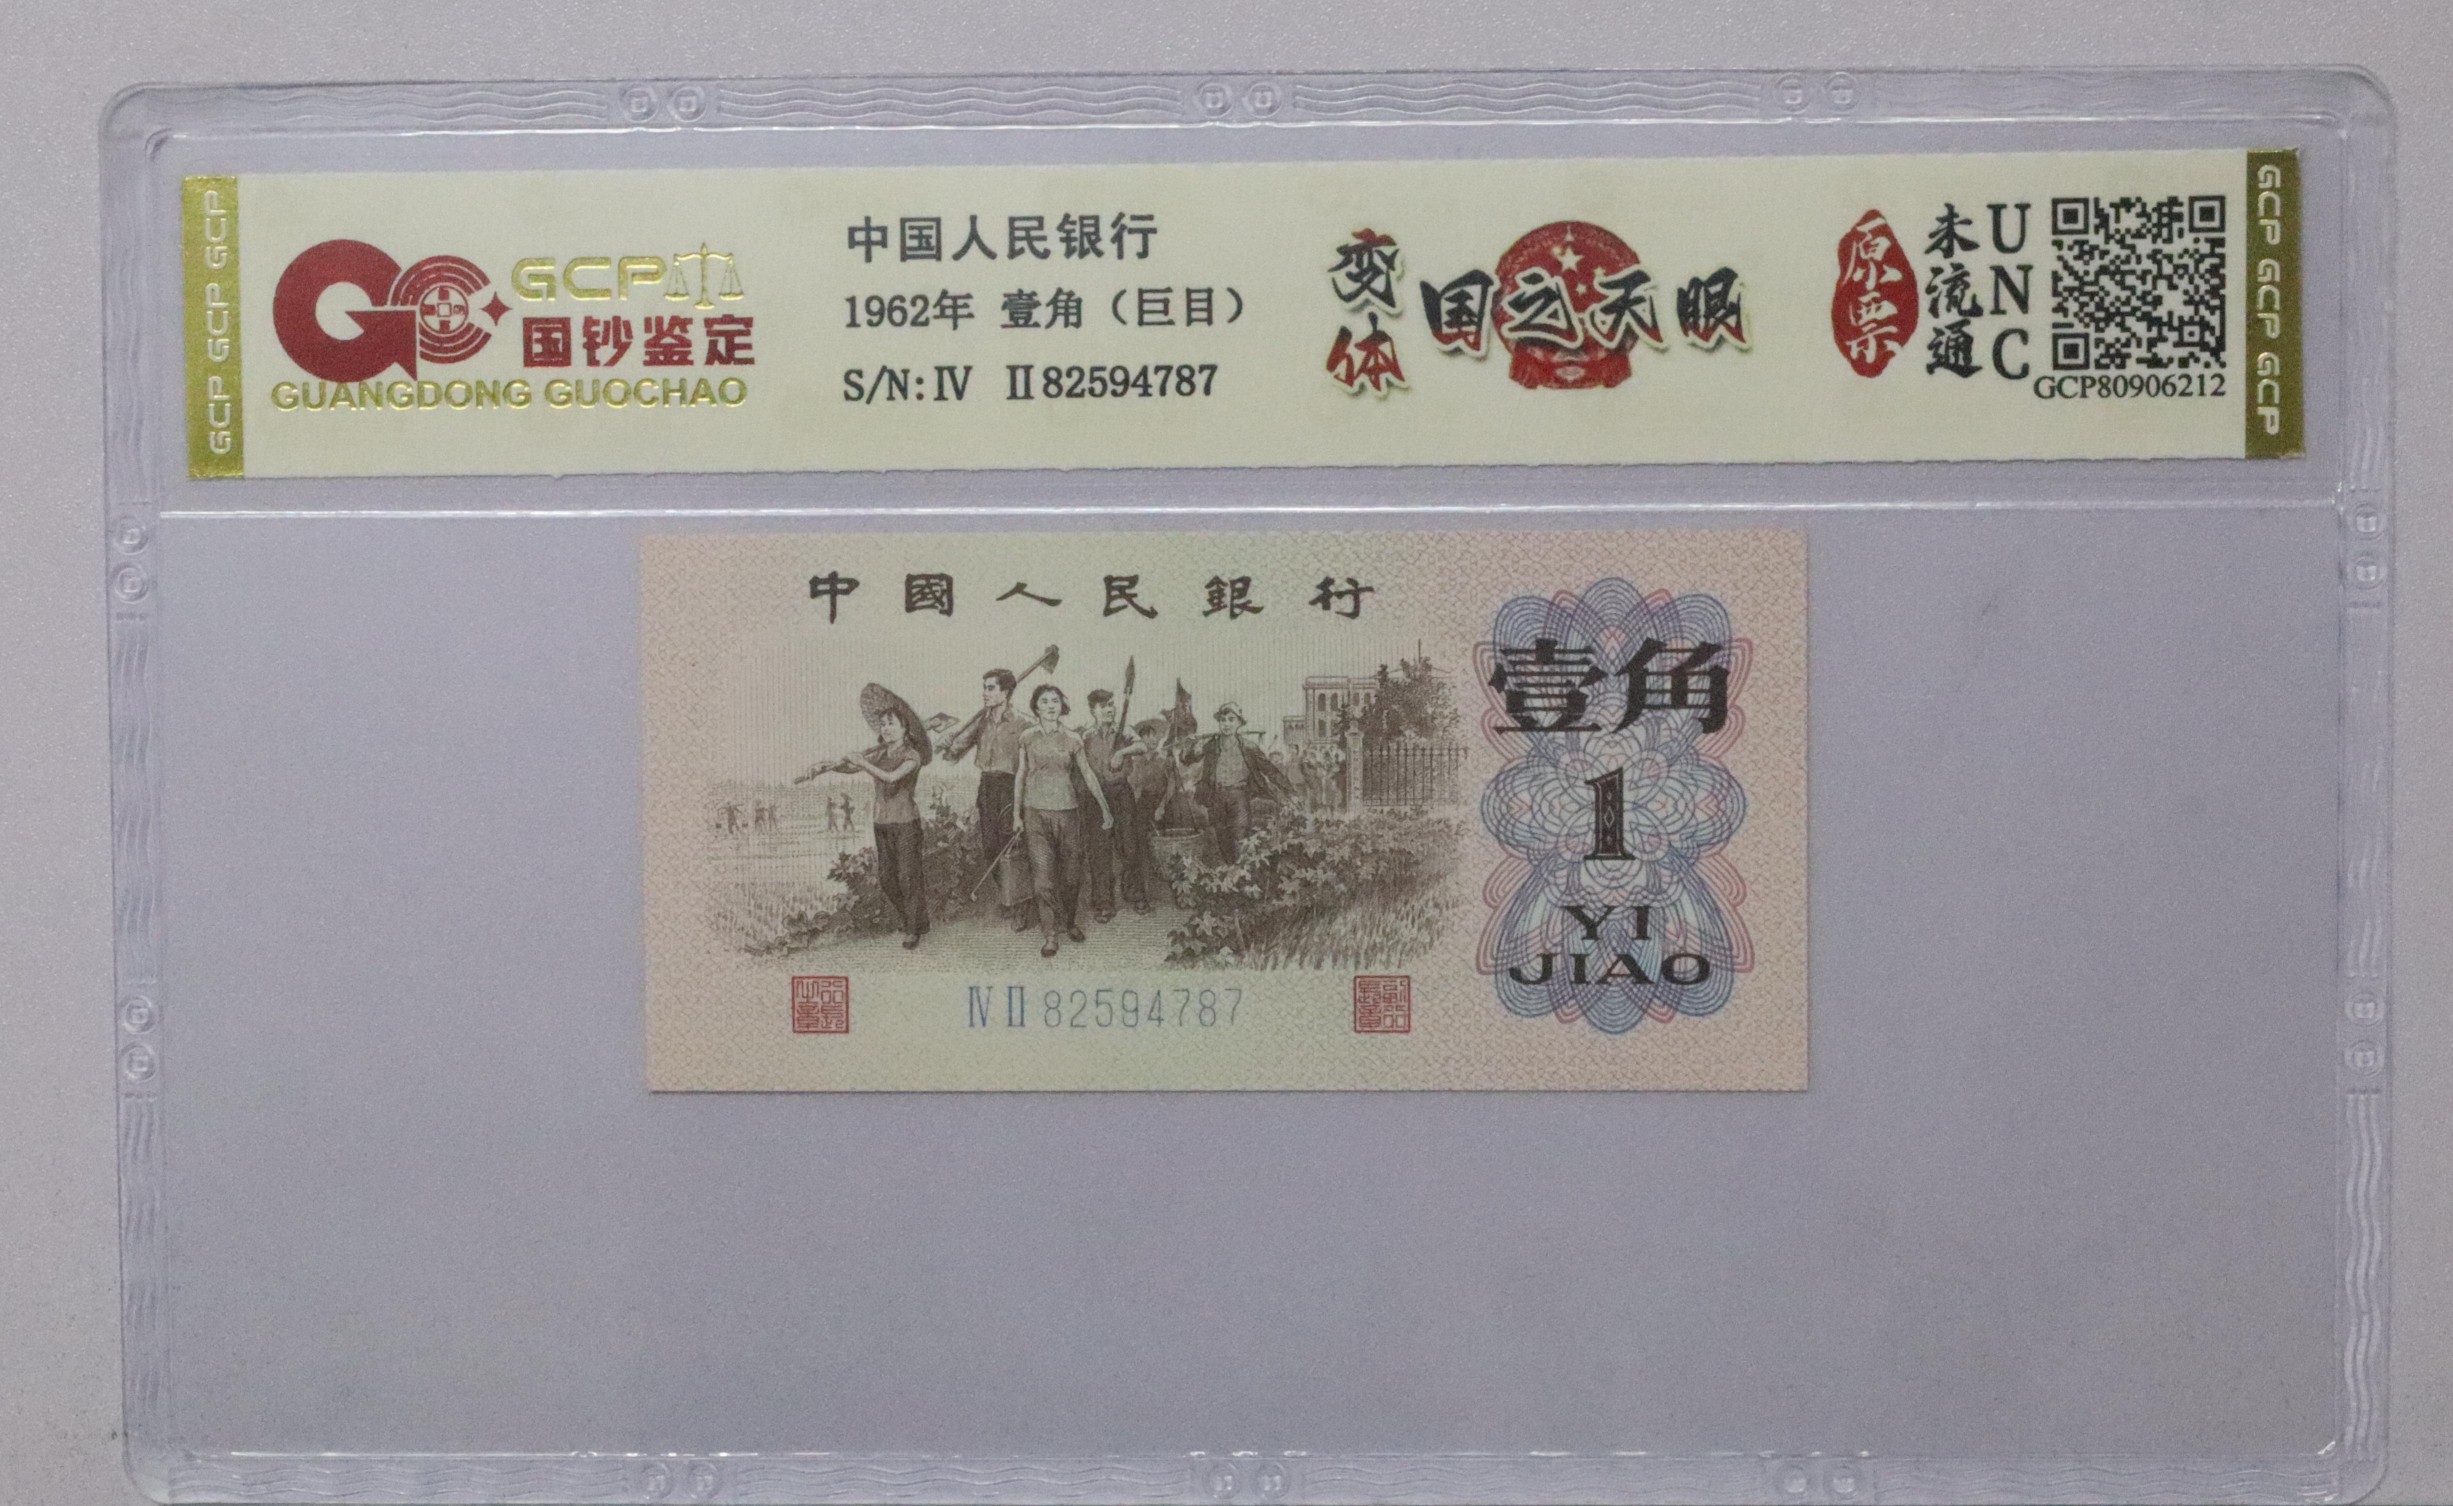 GCP GCP GCP
GCP
国钞鉴定
GUANGDONG GUOCHAO
中国人民银行
1962年 壹角（巨目）
S/N: Ⅳ Ⅱ 82594787
变体
国之天眼
原票
未流通
UNC
GCP80906212
GCP GCP GCP
中國人民銀行
壹角
1
YI
JIAO
Ⅳ Ⅱ 82594787